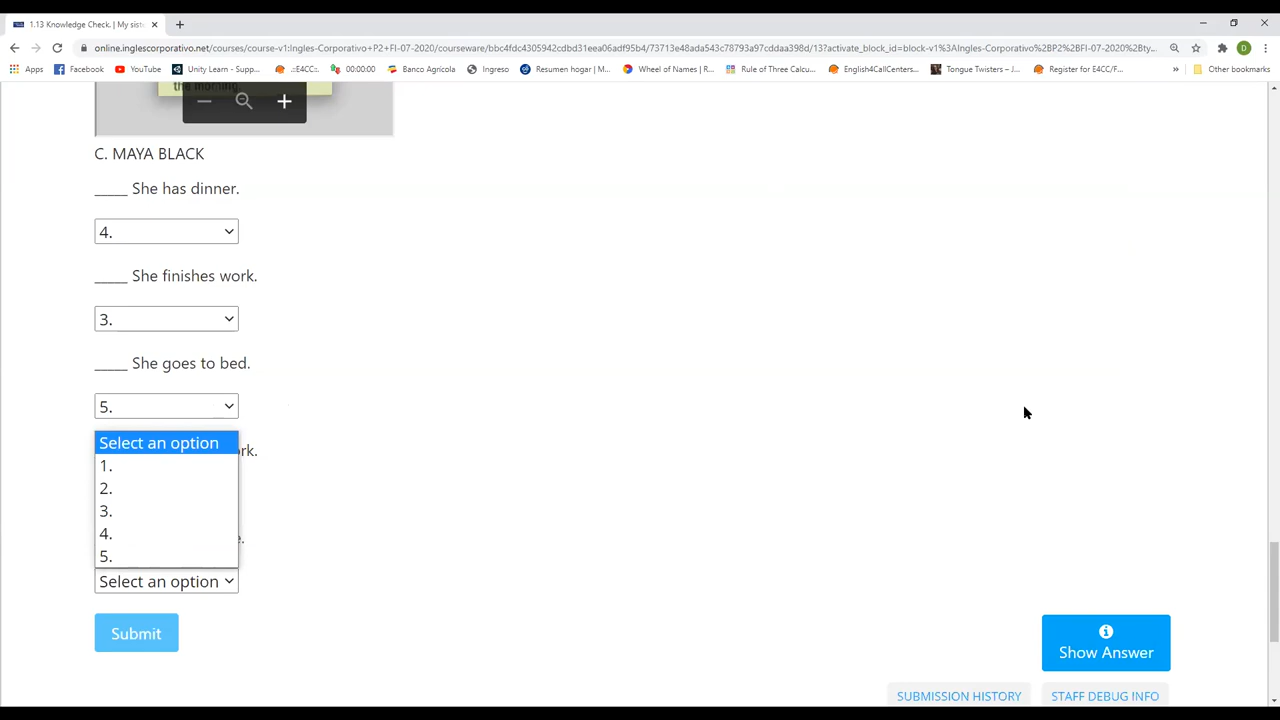 1.13 Knowledge Check. | My sist
online.inglescorporativo.net/courses/course-v1:Ingles-Corporativo+P2+FI-07-2020/courseware/bbc4fdc4305942cdbd31eea06adf95b4/73713e48ada543c78793a97cddaa398d/13?activate_block_id=block-v1%3AIngles-Corporativo%2BP2%2BFI-07-2020%2Bty...
D
Apps Facebook YouTube Unity Learn - Supp... .::E4CC:. 00:00:00 Banco Agrícola Ingreso Resumen hogar | M... Wheel of Names | R... Rule of Three Calcu... English4CallCenters... Tongue Twisters – J... Register for E4CC/F... » Other bookmarks
the morning
C. MAYA BLACK
_____ She has dinner.
4.
_____ She finishes work.
3.
_____ She goes to bed.
5.
Select an option
rk.
1.
2.
3.
4.
e.
5.
Select an option
Submit
Show Answer
SUBMISSION HISTORY STAFF DEBUG INFO